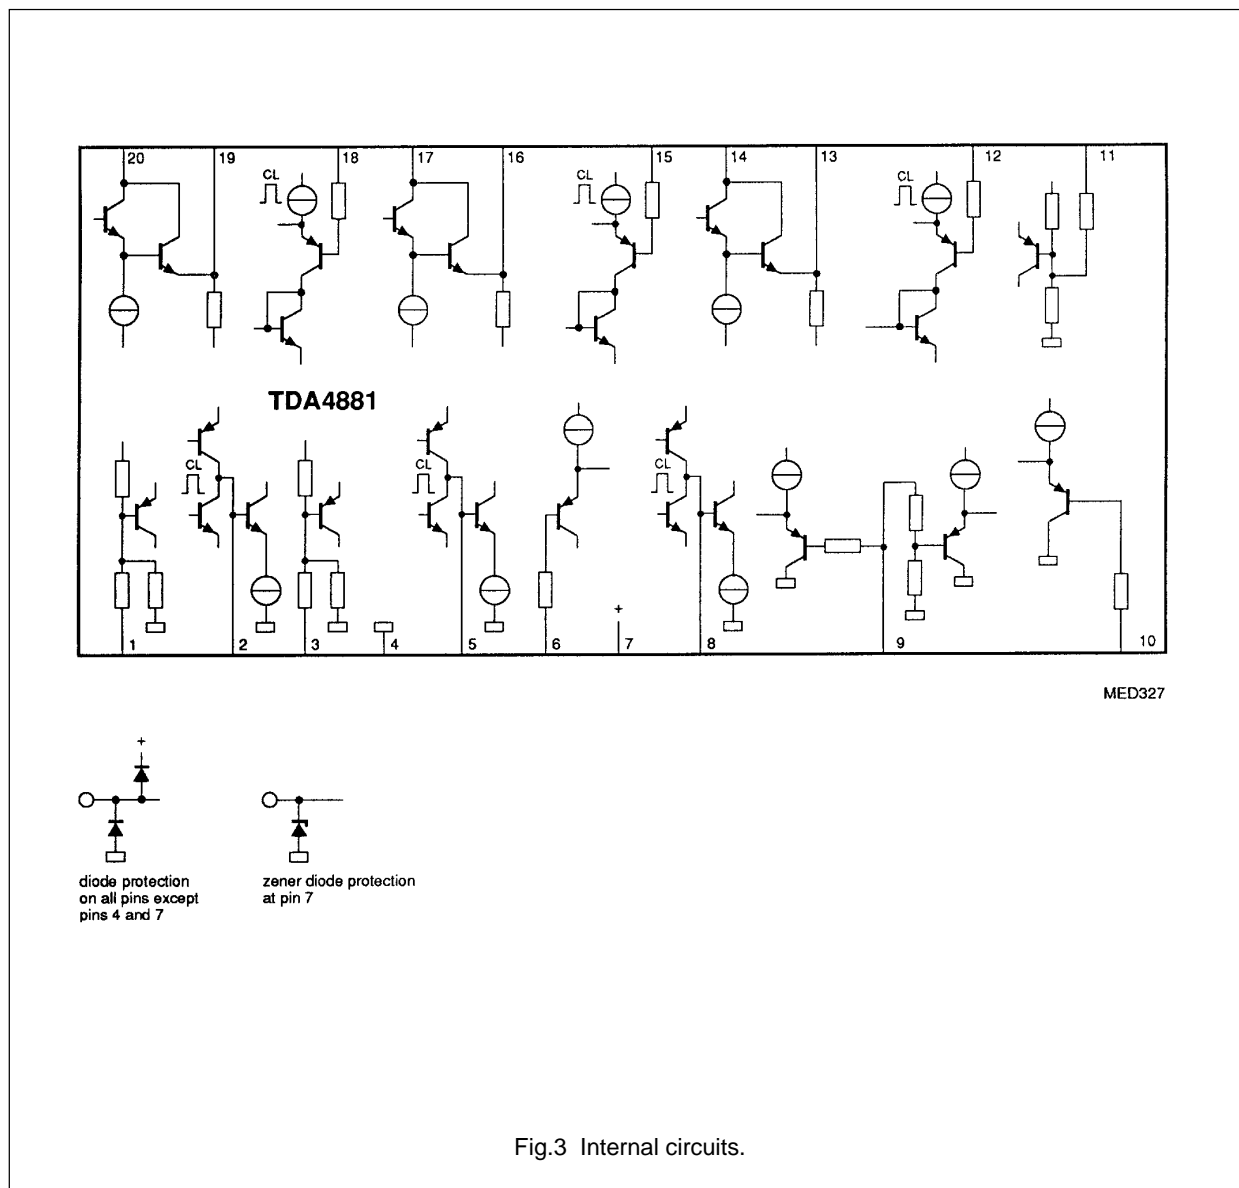 20 19 18 17 16 15 14 13 12 11
CL CL CL
TDA4881
CL CL CL
+
1 2 3 4 5 6 7 8 9 10
MED327
+
diode protection
on all pins except
pins 4 and 7
zener diode protection
at pin 7
Fig.3 Internal circuits.